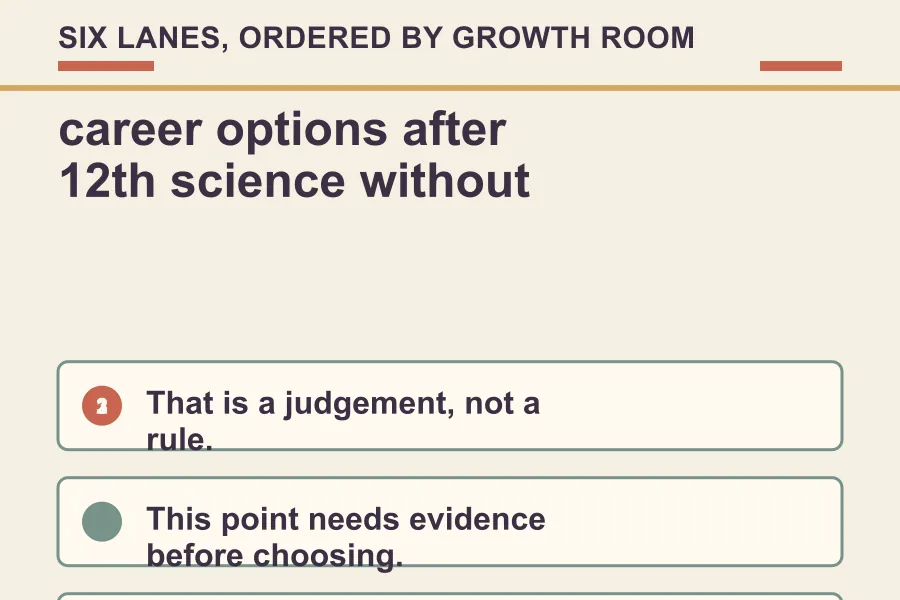 SIX LANES, ORDERED BY GROWTH ROOM
career options after
12th science without
That is a judgement, not a
rule.
This point needs evidence
before choosing.